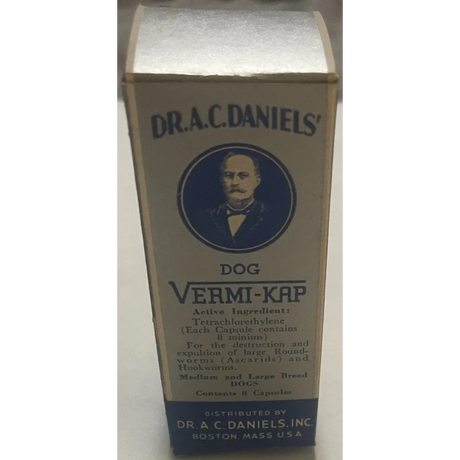 DR.A.C.DANIELS'
DOG
VERMI-KAP
Active Ingredient:
Tetrachlorethylene
(Each Capsule contains
8 minims)
For the destruction and
expulsion of large Round-
worms (Ascarids) and
Hookworms.
Medium and Large Breed
DOGS
Contents 8 Capsules
DISTRIBUTED BY
DR. A. C. DANIELS, INC.
BOSTON, MASS U.S.A.